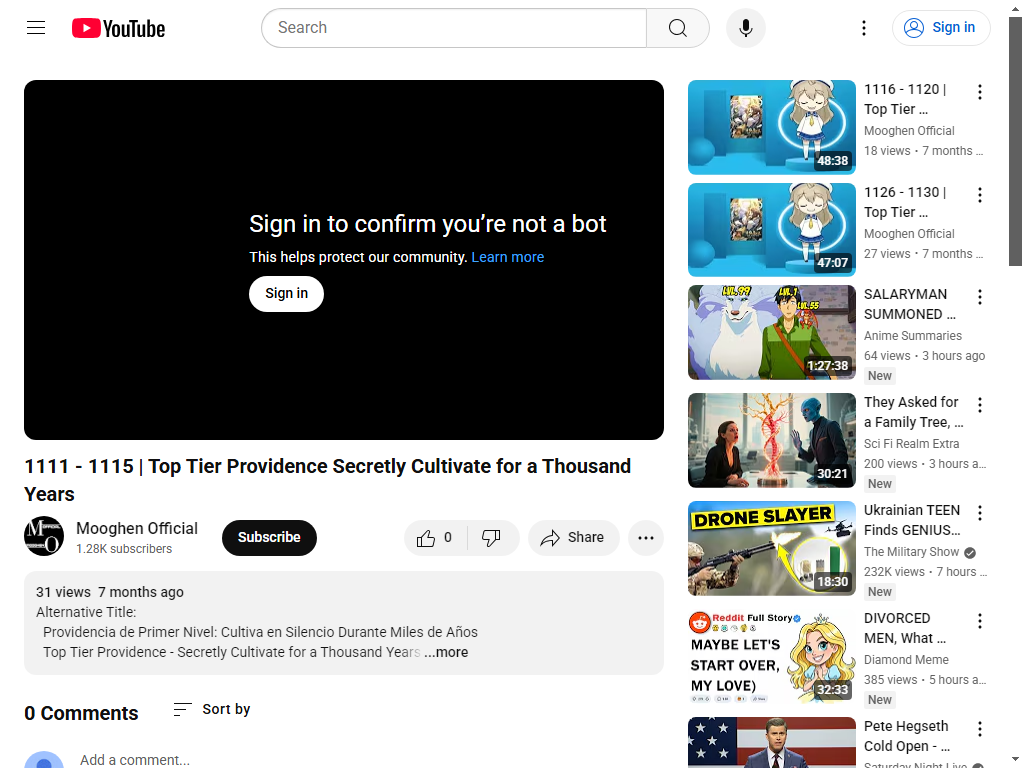 YouTube
Search
Sign in
Sign in to confirm you're not a bot
This helps protect our community. Learn more
Sign in
1111 - 1115 | Top Tier Providence Secretly Cultivate for a Thousand
Years
Mooghen Official
1.28K subscribers
Subscribe
0
Share
31 views 7 months ago
Alternative Title:
Providencia de Primer Nivel: Cultiva en Silencio Durante Miles de Años
Top Tier Providence - Secretly Cultivate for a Thousand Years ...more
0 Comments
Sort by
Add a comment...
48:38
1116 - 1120 |
Top Tier ...
Mooghen Official
18 views • 7 months ...
47:07
1126 - 1130 |
Top Tier ...
Mooghen Official
27 views • 7 months ...
LVL.99
LVL.1
LVL.55
1:27:38
SALARYMAN
SUMMONED ...
Anime Summaries
64 views • 3 hours ago
New
30:21
They Asked for
a Family Tree, ...
Sci Fi Realm Extra
200 views • 3 hours a...
New
DRONE SLAYER
18:30
Ukrainian TEEN
Finds GENIUS...
The Military Show
232K views • 7 hours ...
New
Reddit Full Story
MAYBE LET'S
START OVER,
MY LOVE)
32:33
DIVORCED
MEN, What ...
Diamond Meme
385 views • 5 hours a...
New
Pete Hegseth
Cold Open - ...
Saturday Night Live